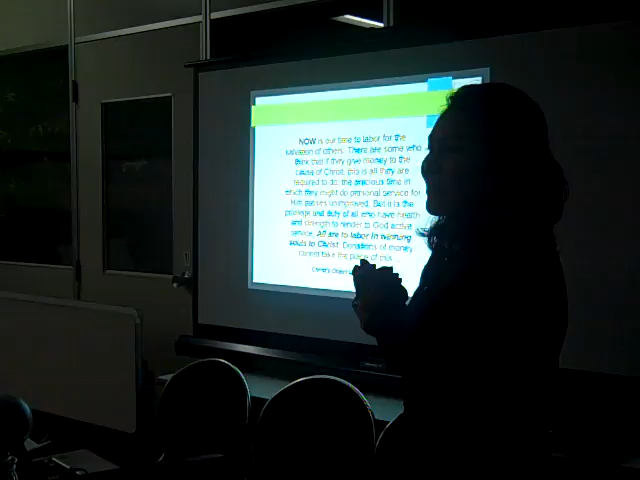 NOW is our time to labor for the
salvation of others. There are some who
think that if they give money to the
cause of Christ, this is all they are
required to do; the precious time in
which they might do personal service for
Him passes unimproved. But it is the
privilege and duty of all who have health
and strength to render to God active
service. All are to labor in winning
souls to Christ. Donations of money
cannot take the place of this...
Christ's Object